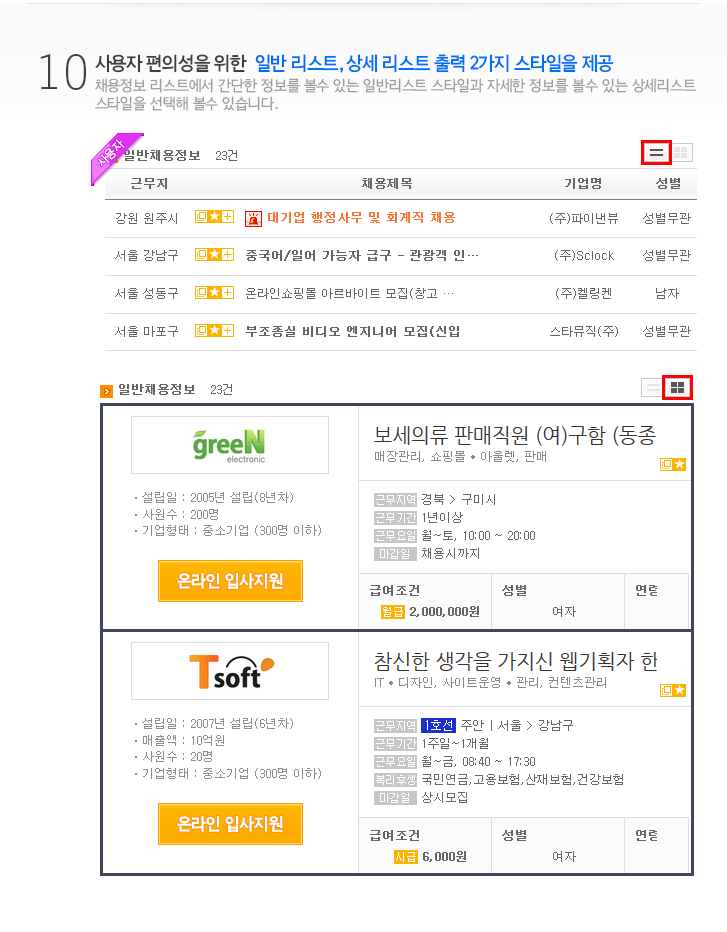 10 사용자 편의성을 위한 일반 리스트, 상세 리스트 출력 2가지 스타일을 제공
채용정보 리스트에서 간단한 정보를 볼수 있는 일반리스트 스타일과 자세한 정보를 볼수 있는 상세리스트
스타일을 선택해 볼수 있습니다.
사용자
일반채용정보 23건
근무지 채용제목 기업명 성별
강원 원주시 대기업 행정사무 및 회계직 채용 (주)파이낸뷰 성별무관
서울 강남구 중국어/일어 가능자 급구 - 관광객 인… (주)Sclock 성별무관
서울 성동구 온라인쇼핑몰 아르바이트 모집(창고 … (주)켈링켄 남자
서울 마포구 부조종실 비디오 엔지니어 모집(신입 스타뮤직(주) 성별무관
일반채용정보 23건
greeN
electronic
· 설립일 : 2005년 설립(8년차)
· 사원수 : 200명
· 기업형태 : 중소기업 (300명 이하)
온라인 입사지원
보세의류 판매직원 (여)구함 (동종
매장관리, 쇼핑몰 • 아울렛, 판매
근무지역 경북 > 구미시
근무기간 1년이상
근무요일 월~토, 10:00 ~ 20:00
마감일 채용시까지
급여조건 성별 연령
월급 2,000,000원 여자
Tsoft
· 설립일 : 2007년 설립(6년차)
· 매출액 : 10억원
· 사원수 : 20명
· 기업형태 : 중소기업 (300명 이하)
온라인 입사지원
참신한 생각을 가지신 웹기획자 한
IT • 디자인, 사이트운영 • 관리, 컨텐츠관리
근무지역 1호선 주안 | 서울 > 강남구
근무기간 1주일~1개월
근무요일 월~금, 08:40 ~ 17:30
복리후생 국민연금,고용보험,산재보험,건강보험
마감일 상시모집
급여조건 성별 연령
시급 6,000원 여자